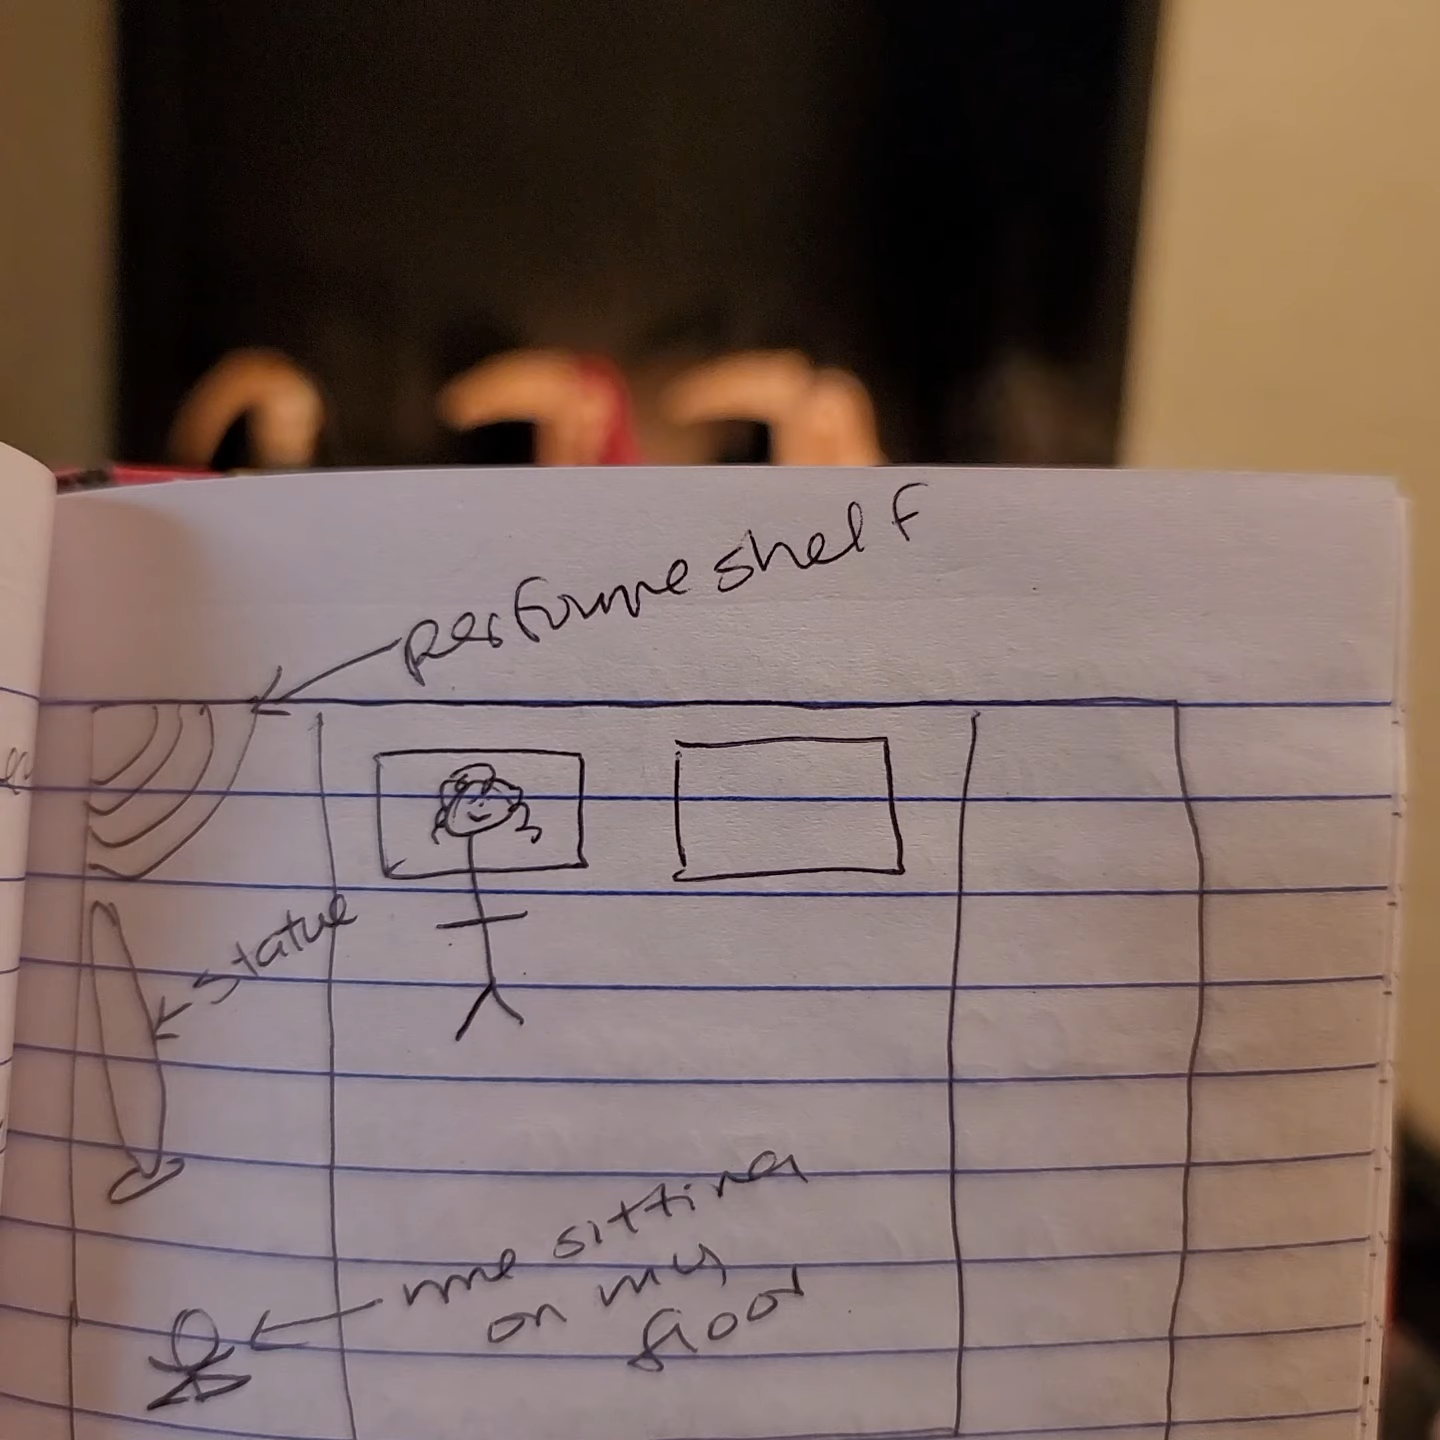 perfume shelf
statue
me sitting
on my
floor